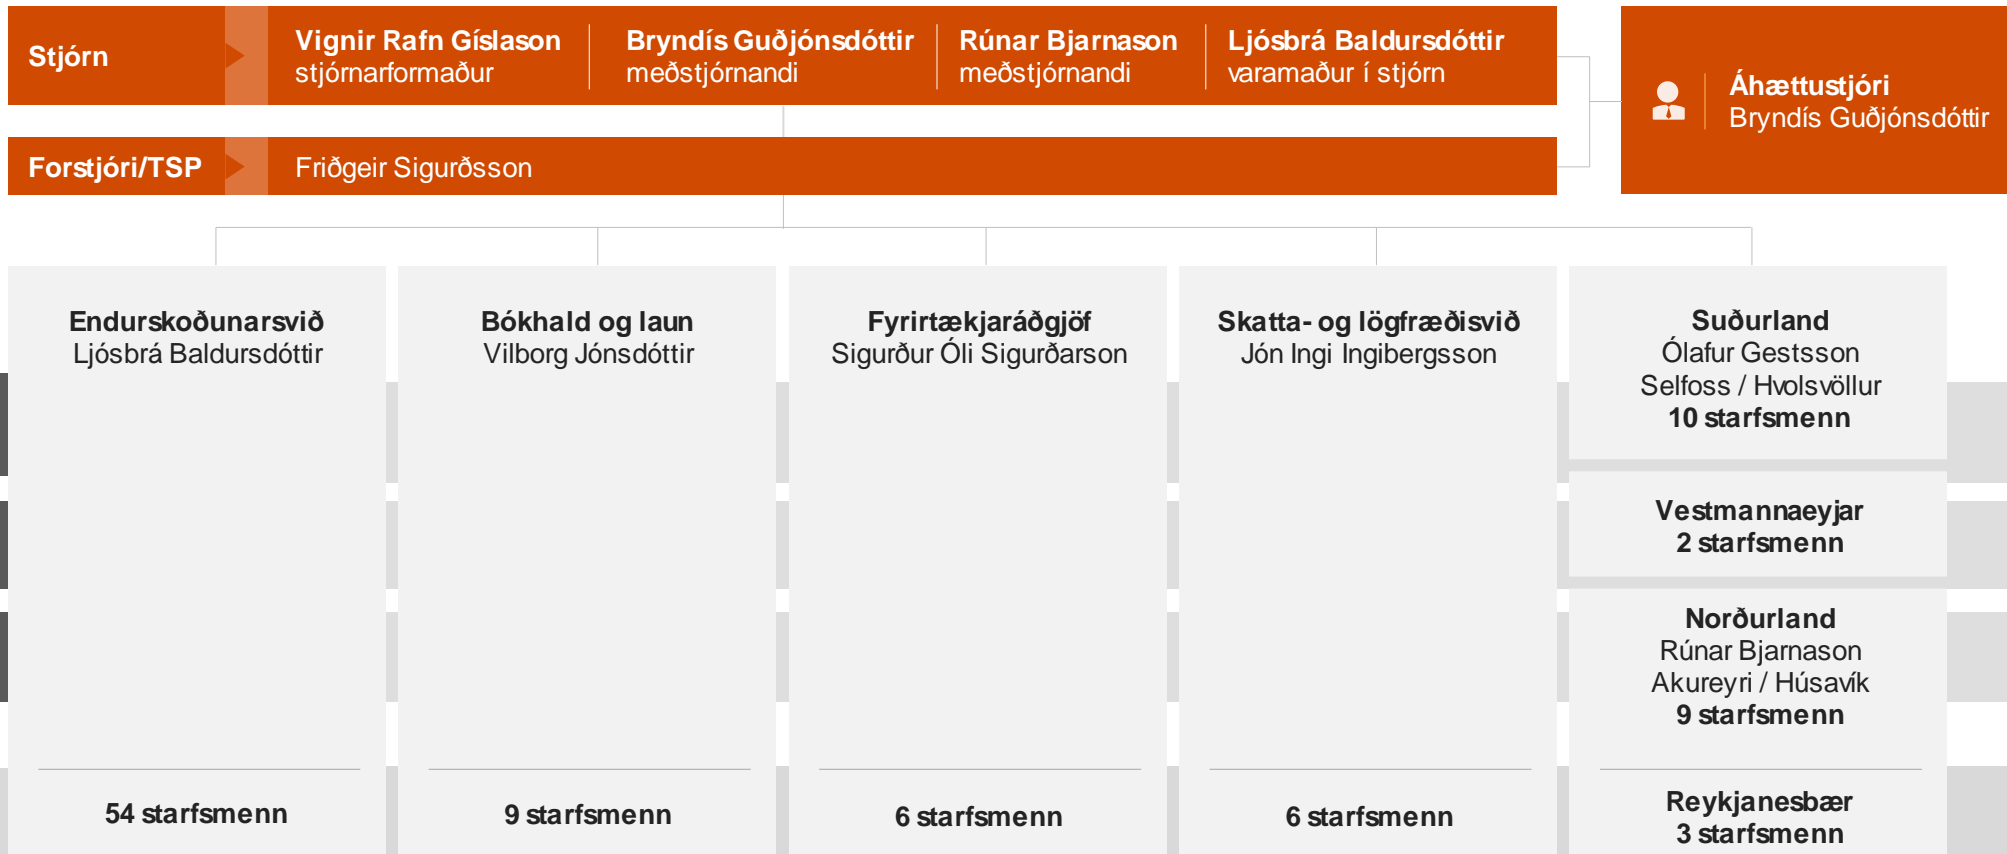 Stjórn
Vignir Rafn Gíslason
stjórnarformaður
Bryndís Guðjónsdóttir
meðstjórnandi
Rúnar Bjarnason
meðstjórnandi
Ljósbrá Baldursdóttir
varamaður í stjórn
Áhættustjóri
Bryndís Guðjónsdóttir
Forstjóri/TSP
Friðgeir Sigurðsson
Endurskoðunarsvið
Ljósbrá Baldursdóttir
54 starfsmenn
Bókhald og laun
Vilborg Jónsdóttir
9 starfsmenn
Fyrirtækjaráðgjöf
Sigurður Óli Sigurðarson
6 starfsmenn
Skatta- og lögfræðisvið
Jón Ingi Ingibergsson
6 starfsmenn
Suðurland
Ólafur Gestsson
Selfoss / Hvolsvöllur
10 starfsmenn
Vestmannaeyjar
2 starfsmenn
Norðurland
Rúnar Bjarnason
Akureyri / Húsavík
9 starfsmenn
Reykjanesbær
3 starfsmenn